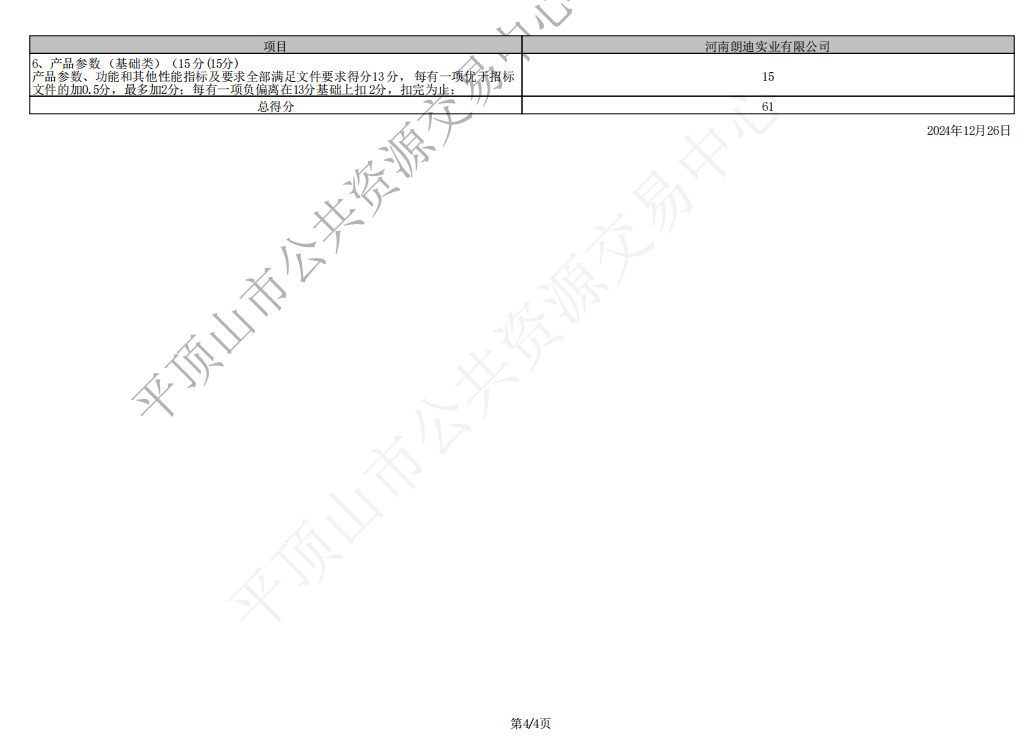 项目
河南朗迪实业有限公司
6、产品参数（基础类）（15分(15分)
产品参数、功能和其他性能指标及要求全部满足文件要求得分13分， 每有一项优于招标
文件的加0.5分，最多加2分；每有一项负偏离在13分基础上扣2分，扣完为止；
15
总得分
61
2024年12月26日
平顶山市公共资源交易中心
平顶山市公共资源交易中心
第4/4页